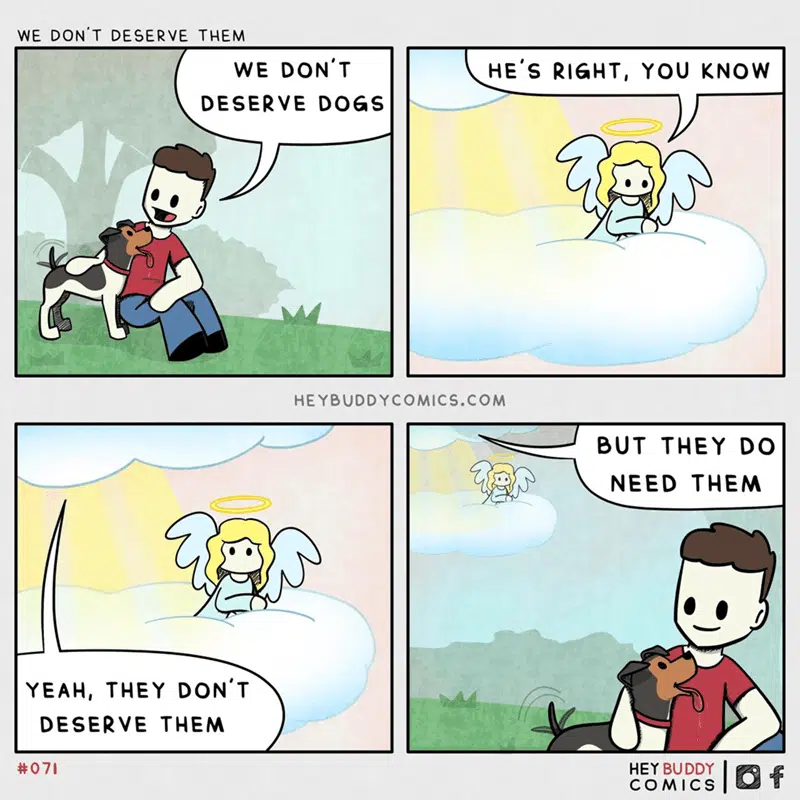 WE DON'T DESERVE THEM
WE DON'T
DESERVE DOGS
HE'S RIGHT, YOU KNOW
HEYBUDDYCOMICS.COM
YEAH, THEY DON'T
DESERVE THEM
BUT THEY DO
NEED THEM
#071
HEY BUDDY
COMICS